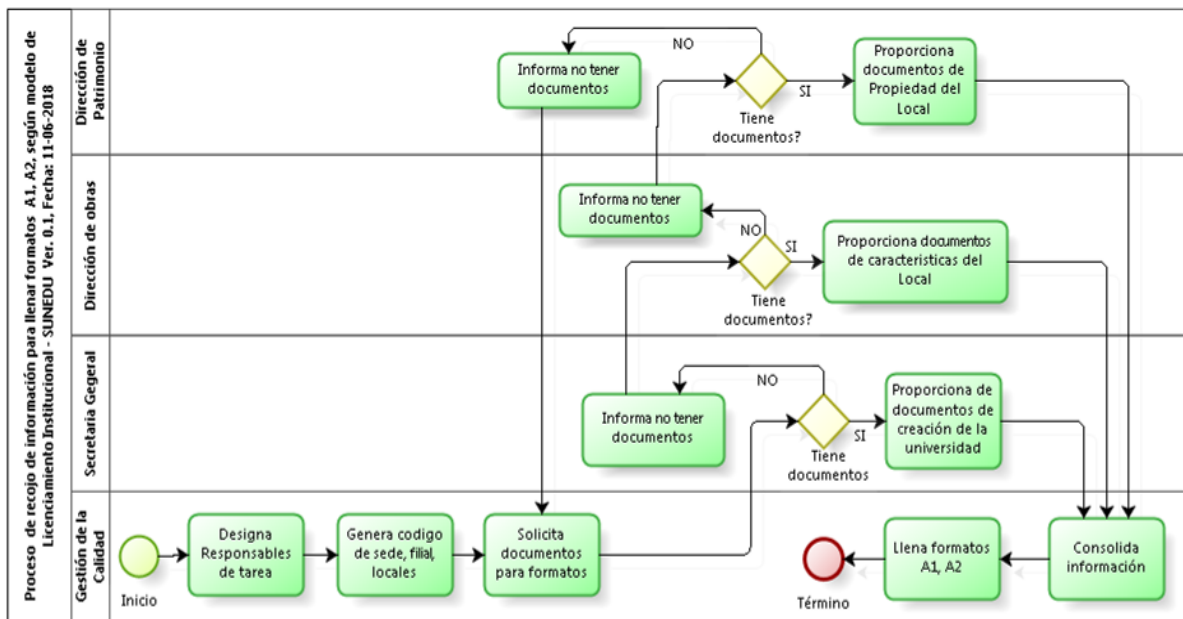 Proceso de recojo de información para llenar formatos A1, A2, según modelo de
Licenciamiento Institucional - SUNEDU Ver. 0.1, Fecha: 11-06-2018
Dirección de
Patrimonio
Informa no tener
documentos
NO
Tiene
documentos?
SI
Proporciona
documentos de
Propiedad del
Local
Dirección de obras
Informa no tener
documentos
NO
Tiene
documentos?
SI
Proporciona documentos
de caracteristicas del
Local
Secretaria Gegeral
Informa no tener
documentos
NO
Tiene
documentos
SI
Proporciona de
documentos de
creación de la
universidad
Gestión de la
Calidad
Inicio
Designa
Responsables
de tarea
Genera codigo
de sede, filial,
locales
Solicita
documentos
para formatos
Término
Llena formatos
A1, A2
Consolida
información